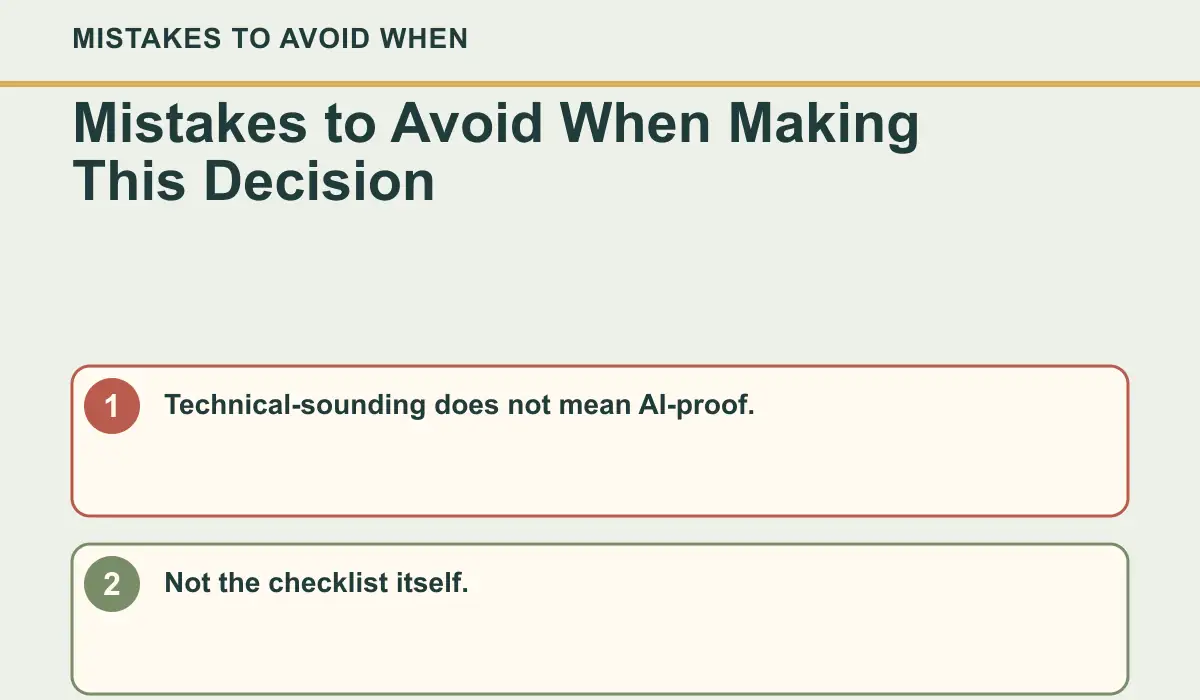 MISTAKES TO AVOID WHEN
Mistakes to Avoid When Making
This Decision
1
Technical-sounding does not mean AI-proof.
2
Not the checklist itself.